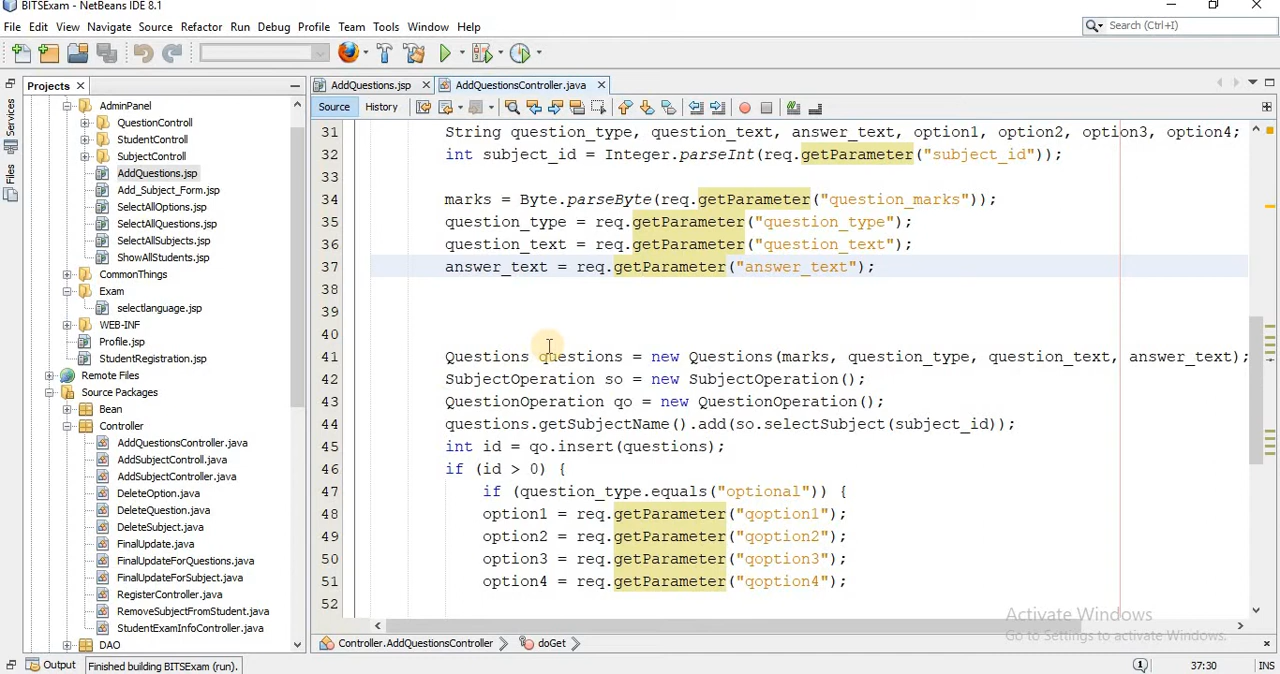 BITSExam - NetBeans IDE 8.1
File Edit View Navigate Source Refactor Run Debug Profile Team Tools Window Help
Search (Ctrl+I)
Projects
AddQuestions.jsp
AddQuestionsController.java
Source History
Services
Files
AdminPanel
QuestionControll
StudentControll
SubjectControll
AddQuestions.jsp
Add_Subject_Form.jsp
SelectAllOptions.jsp
SelectAllQuestions.jsp
SelectAllSubjects.jsp
ShowAllStudents.jsp
CommonThings
Exam
selectlanguage.jsp
WEB-INF
Profile.jsp
StudentRegistration.jsp
Remote Files
Source Packages
Bean
Controller
AddQuestionsController.java
AddSubjectControll.java
AddSubjectController.java
DeleteOption.java
DeleteQuestion.java
DeleteSubject.java
FinalUpdate.java
FinalUpdateForQuestions.java
FinalUpdateForSubject.java
RegisterController.java
RemoveSubjectFromStudent.java
StudentExamInfoController.java
DAO
31 String question_type, question_text, answer_text, option1, option2, option3, option4;
32 int subject_id = Integer.parseInt(req.getParameter("subject_id"));
33
34 marks = Byte.parseByte(req.getParameter("question_marks"));
35 question_type = req.getParameter("question_type");
36 question_text = req.getParameter("question_text");
37 answer_text = req.getParameter("answer_text");
38
39
40
41 Questions questions = new Questions(marks, question_type, question_text, answer_text);
42 SubjectOperation so = new SubjectOperation();
43 QuestionOperation qo = new QuestionOperation();
44 questions.getSubjectName().add(so.selectSubject(subject_id));
45 int id = qo.insert(questions);
46 if (id > 0) {
47 if (question_type.equals("optional")) {
48 option1 = req.getParameter("qoption1");
49 option2 = req.getParameter("qoption2");
50 option3 = req.getParameter("qoption3");
51 option4 = req.getParameter("qoption4");
52
Activate Windows
Go to Settings to activate Windows.
Controller.AddQuestionsController
doGet
Output
Finished building BITSExam (run).
1
37:30
INS